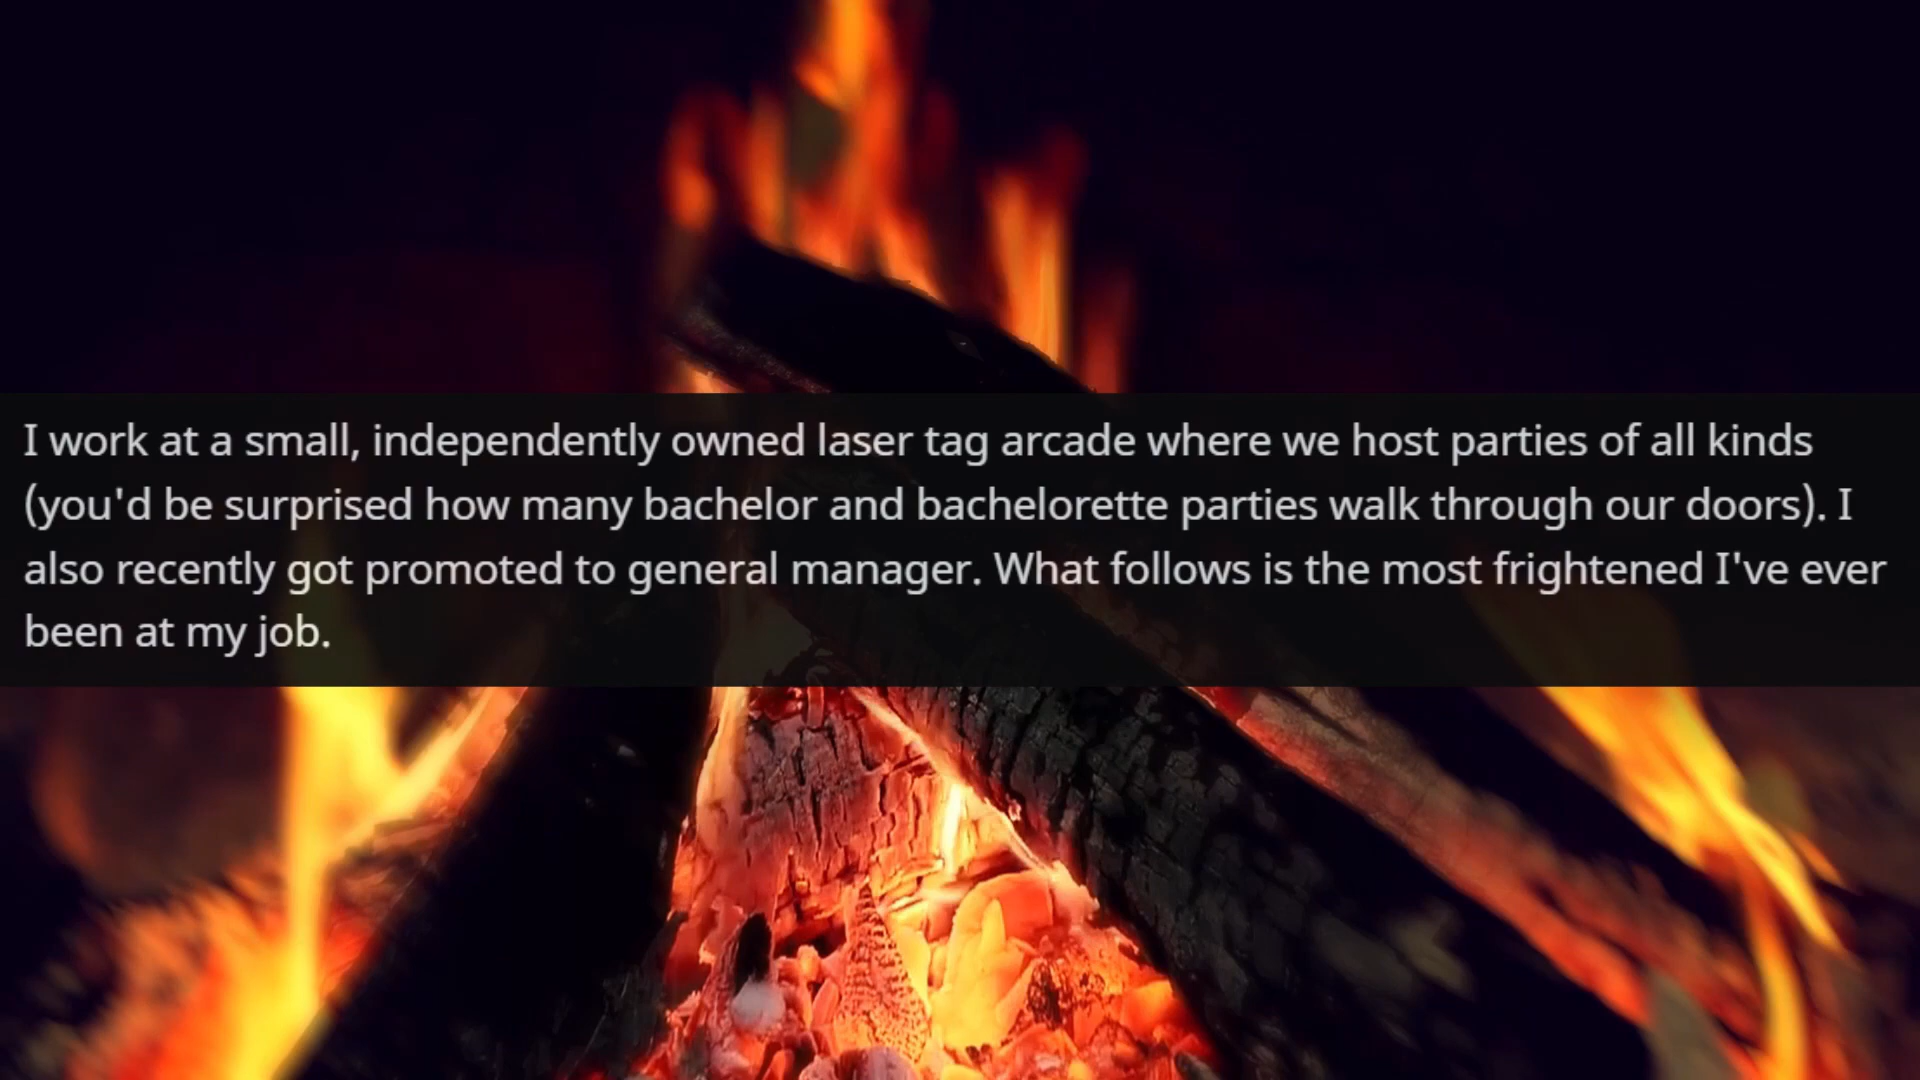 I work at a small, independently owned laser tag arcade where we host parties of all kinds
(you'd be surprised how many bachelor and bachelorette parties walk through our doors). I
also recently got promoted to general manager. What follows is the most frightened I've ever
been at my job.